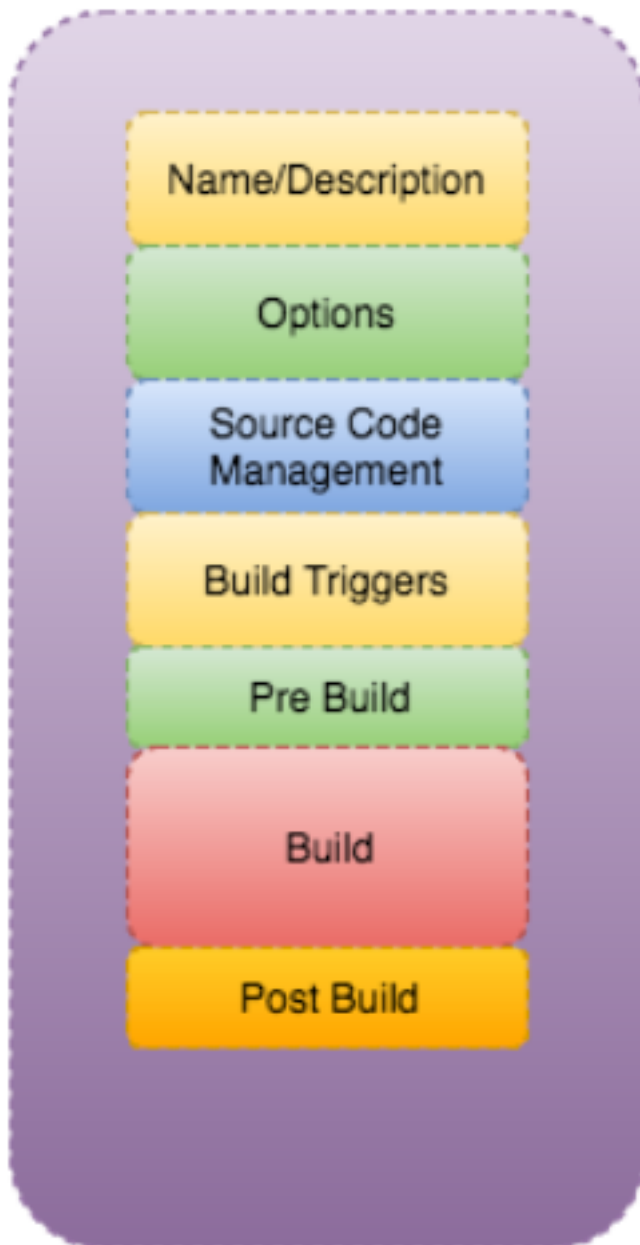 Name/Description
Options
Source Code
Management
Build Triggers
Pre Build
Build
Post Build